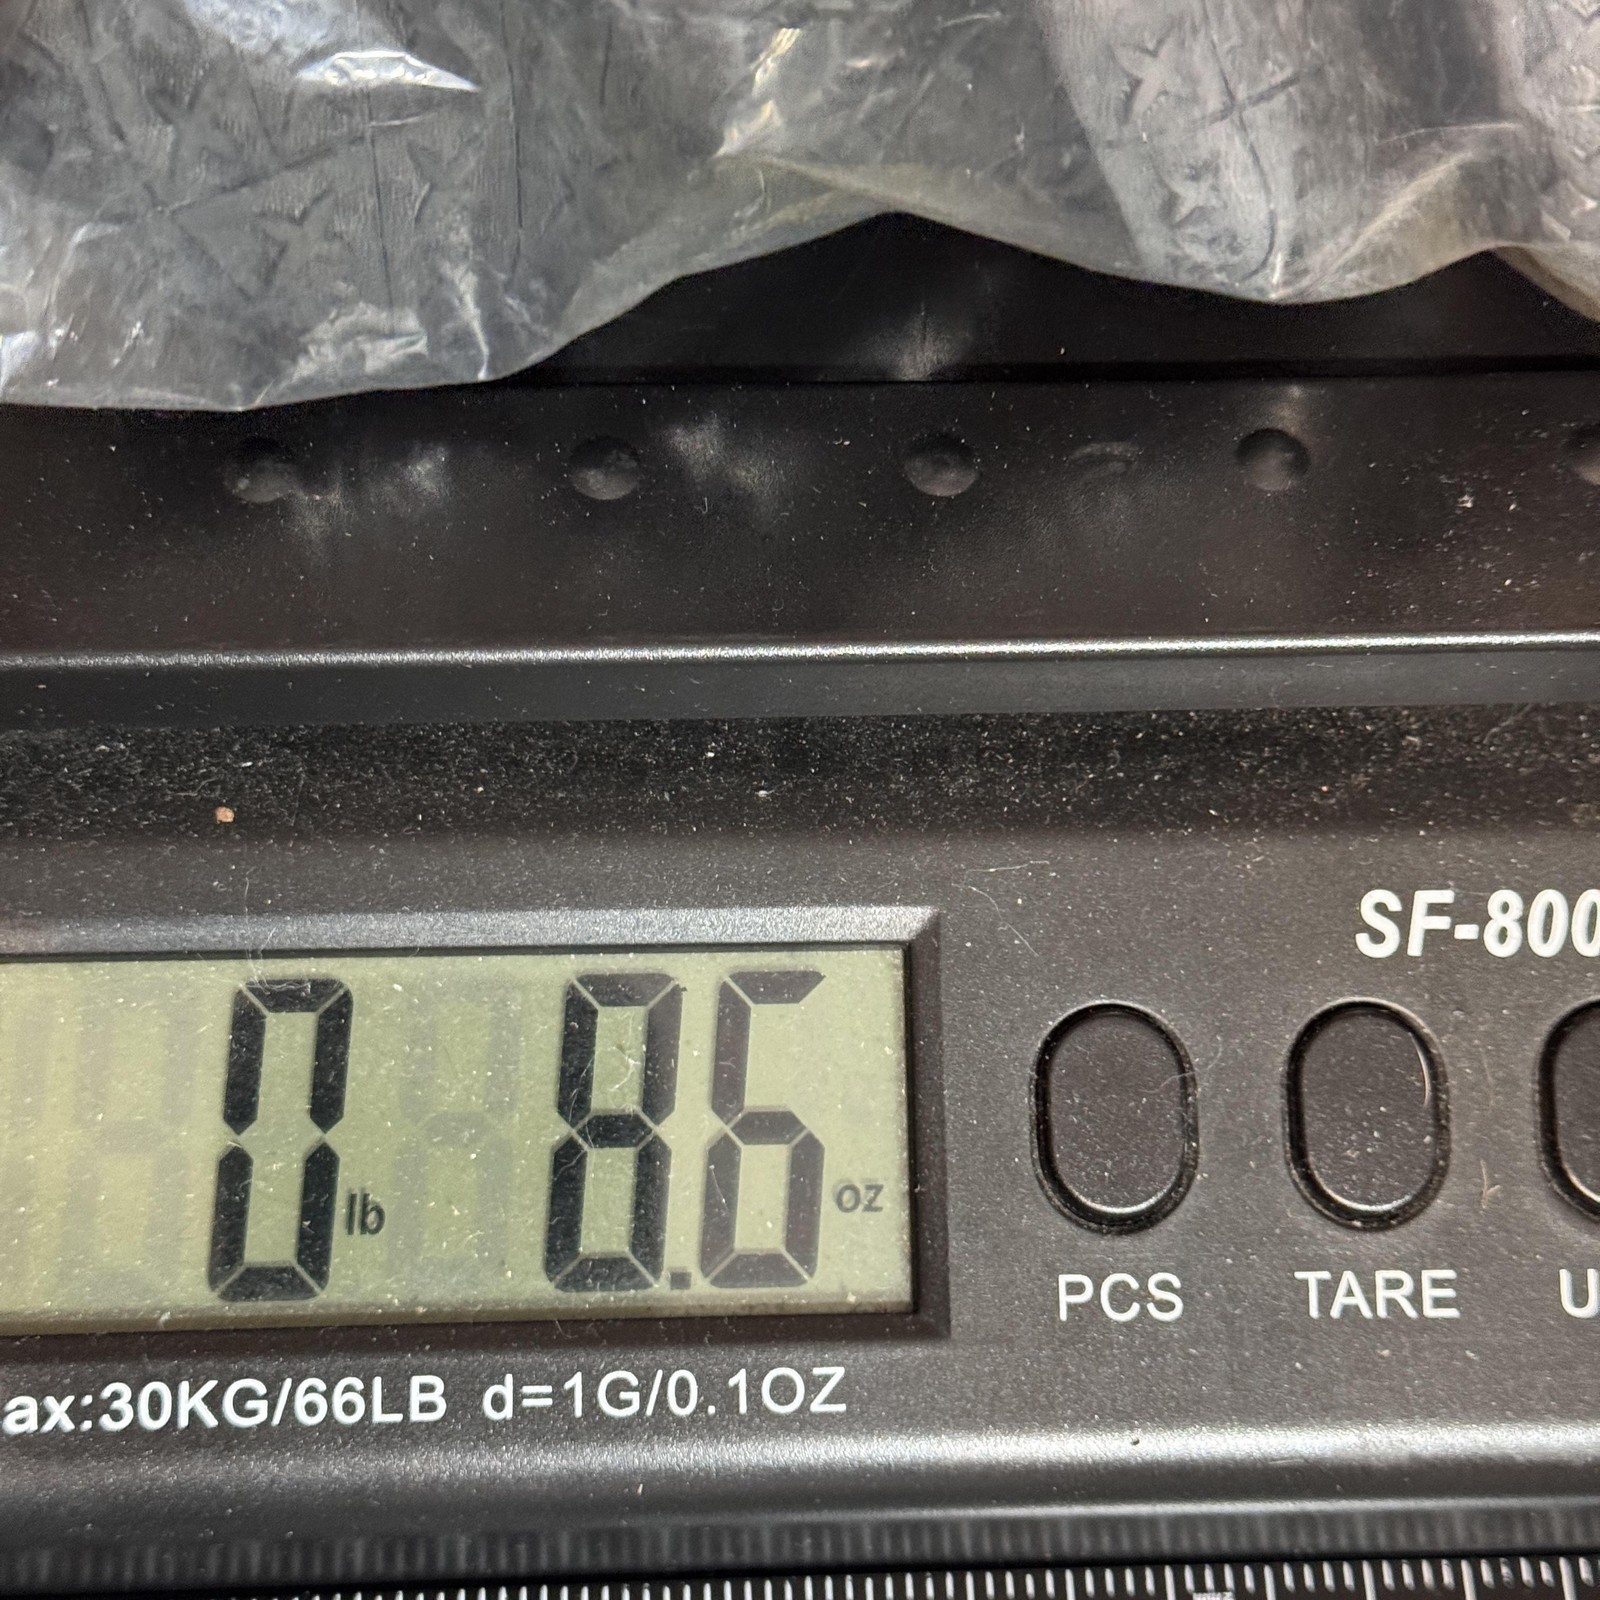 SF-800
0 lb 8.6 oz
PCS TARE U
ax:30KG/66LB d=1G/0.1OZ